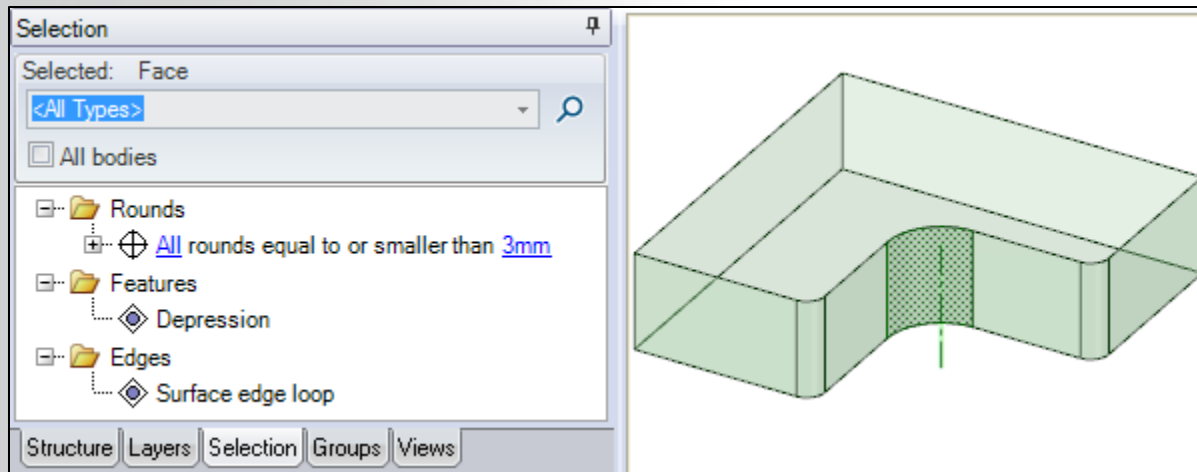 Selection
Selected: Face
<All Types>
All bodies
Rounds
All rounds equal to or smaller than 3mm
Features
Depression
Edges
Surface edge loop
Structure Layers Selection Groups Views